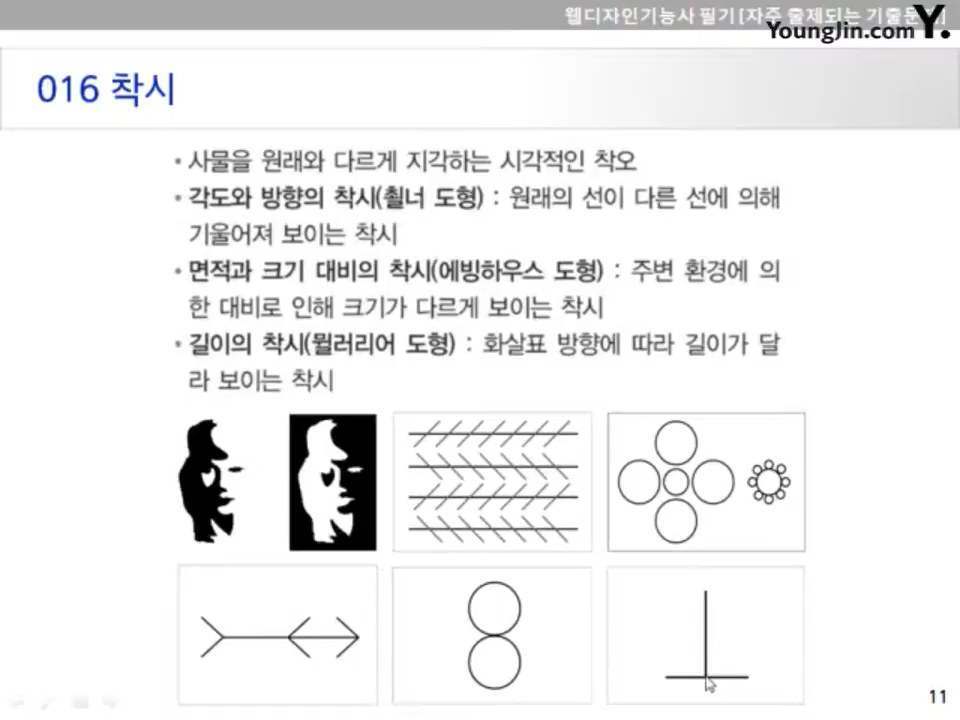 웹디자인기능사 필기 [자주 출제되는 기출문제]
YoungJin.com Y.
016 착시
• 사물을 원래와 다르게 지각하는 시각적인 착오
• 각도와 방향의 착시(쵤너 도형) : 원래의 선이 다른 선에 의해
기울어져 보이는 착시
• 면적과 크기 대비의 착시(에빙하우스 도형) : 주변 환경에 의
한 대비로 인해 크기가 다르게 보이는 착시
• 길이의 착시(뮐러리어 도형) : 화살표 방향에 따라 길이가 달
라 보이는 착시
11